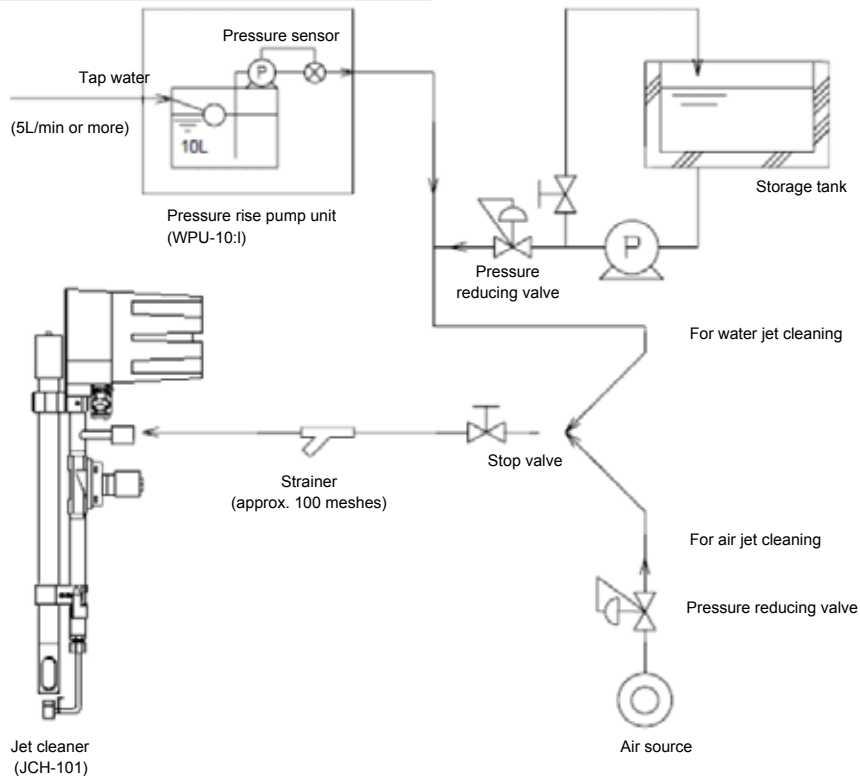 Pressure sensor
P
Tap water
(5L/min or more)
10L
Pressure rise pump unit
(WPU-10:I)
Storage tank
P
Pressure
reducing valve
For water jet cleaning
Stop valve
Strainer
(approx. 100 meshes)
For air jet cleaning
Pressure reducing valve
Air source
Jet cleaner
(JCH-101)